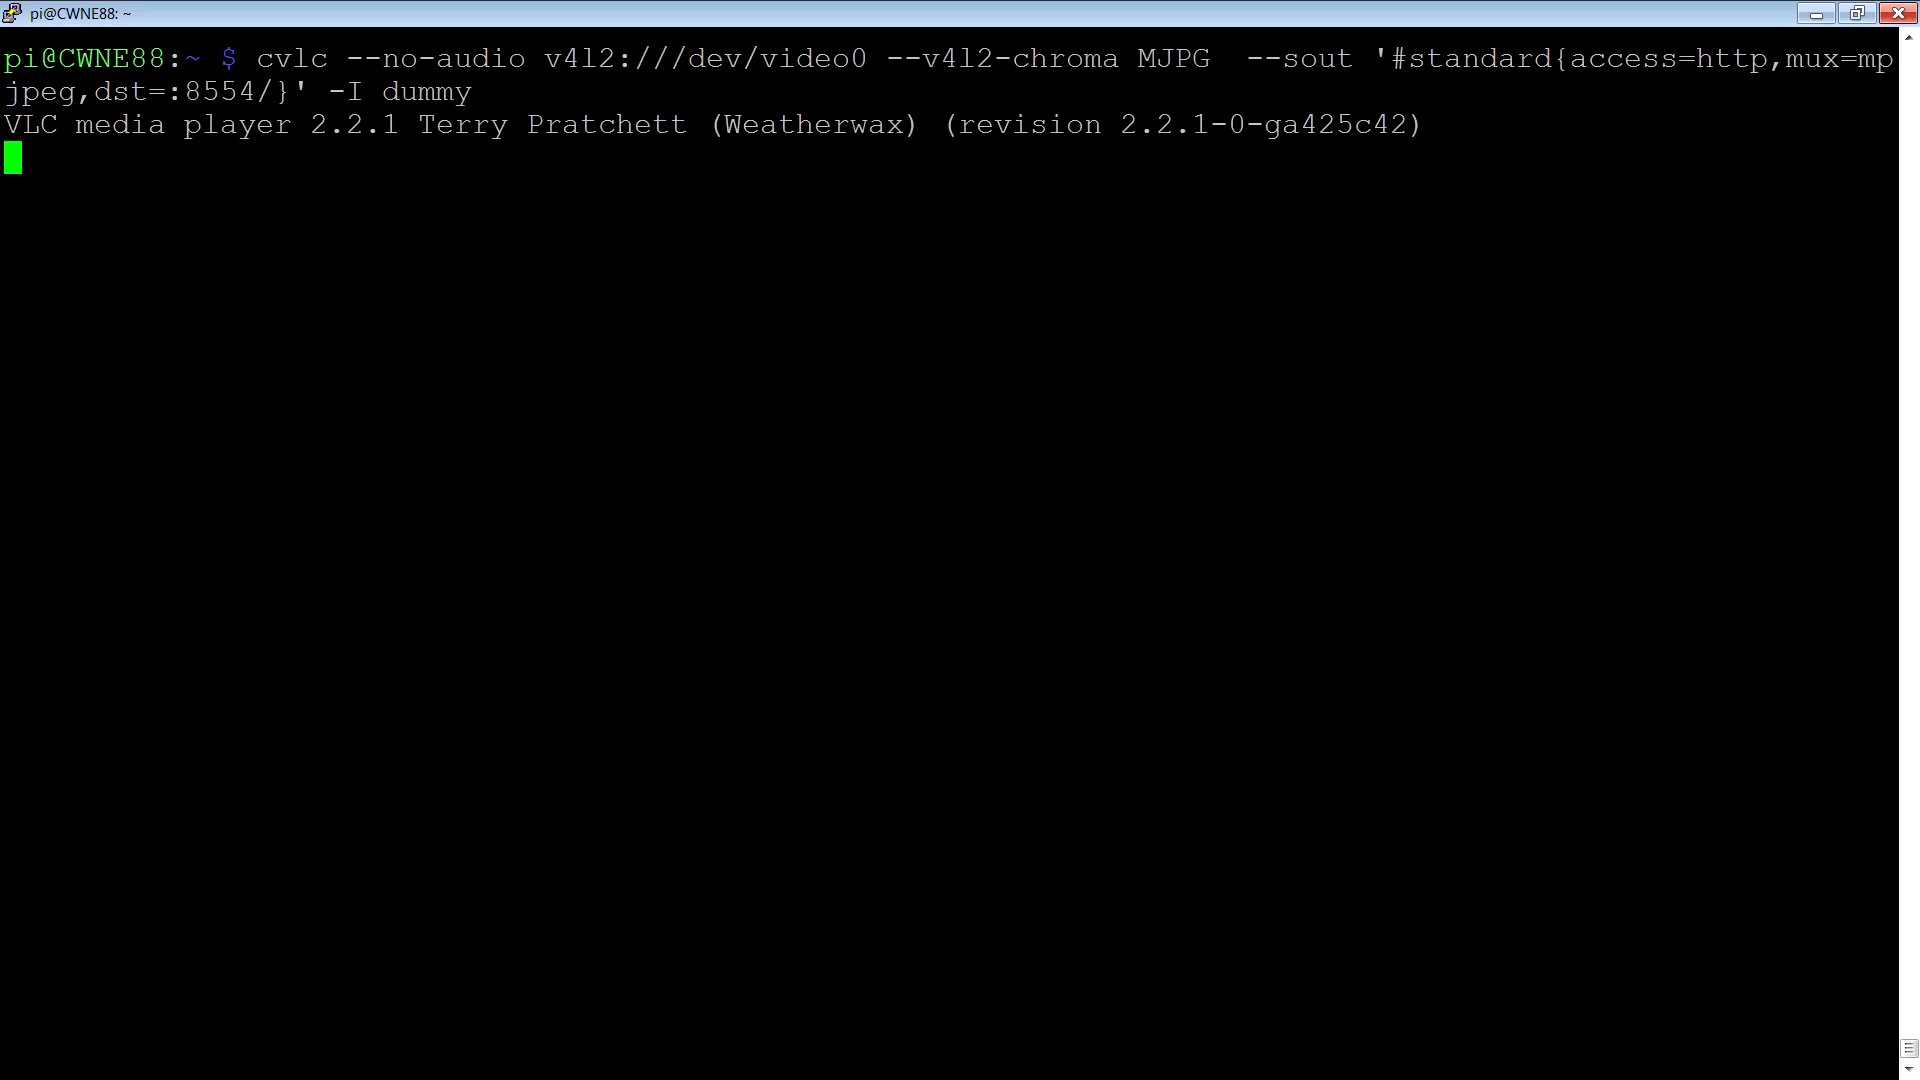 pi@CWNE88: ~
pi@CWNE88:~ $ cvlc --no-audio v4l2:///dev/video0 --v4l2-chroma MJPG  --sout '#standard{access=http,mux=mp
jpeg,dst=:8554/}' -I dummy
VLC media player 2.2.1 Terry Pratchett (Weatherwax) (revision 2.2.1-0-ga425c42)